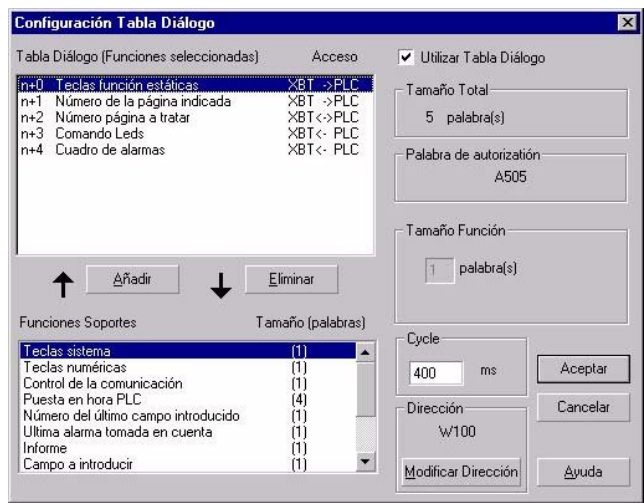 Configuración Tabla Diálogo
Tabla Diálogo (Funciones seleccionadas) Acceso
n+0 Teclas función estáticas XBT ->PLC
n+1 Número de la página indicada XBT ->PLC
n+2 Número página a tratar XBT<->PLC
n+3 Comando Leds XBT<- PLC
n+4 Cuadro de alarmas XBT<- PLC
Añadir
Eliminar
Funciones Soportes Tamaño (palabras)
Teclas sistema (1)
Teclas numéricas (1)
Control de la comunicación (1)
Puesta en hora PLC (4)
Número del último campo introducido (1)
Ultima alarma tomada en cuenta (1)
Informe (1)
Campo a introducir (1)
Utilizar Tabla Diálogo
Tamaño Total
5 palabra(s)
Palabra de autorizatión
A505
Tamaño Función
1 palabra(s)
Cycle
400 ms
Dirección
W100
Modificar Dirección
Aceptar
Cancelar
Ayuda